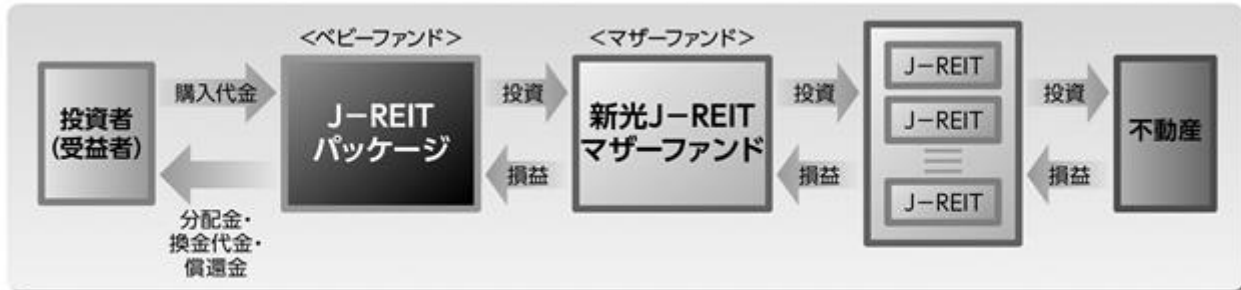 <ベビーファンド>
<マザーファンド>
投資者
(受益者)
購入代金
分配金・
換金代金・
償還金
J−REIT
パッケージ
投資
損益
新光J−REIT
マザーファンド
投資
損益
J−REIT
J−REIT
J−REIT
投資
損益
不動産